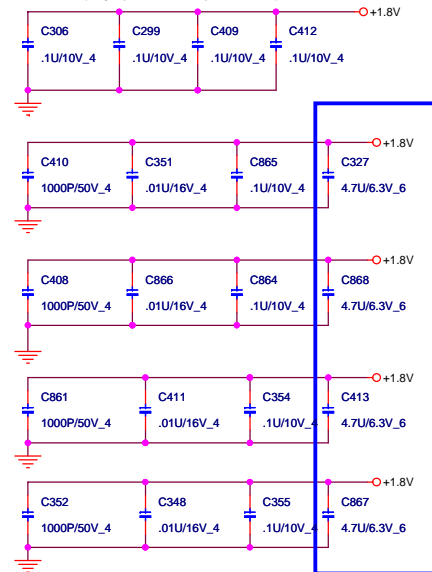 +1.8V
C306 C299 C409 C412
.1U/10V_4 .1U/10V_4 .1U/10V_4 .1U/10V_4
+1.8V
C410 C351 C865 C327
1000P/50V_4 .01U/16V_4 .1U/10V_4 4.7U/6.3V_6
+1.8V
C408 C866 C864 C868
1000P/50V_4 .01U/16V_4 .1U/10V_4 4.7U/6.3V_6
+1.8V
C861 C411 C354 C413
1000P/50V_4 .01U/16V_4 .1U/10V_4 4.7U/6.3V_6
+1.8V
C352 C348 C355 C867
1000P/50V_4 .01U/16V_4 .1U/10V_4 4.7U/6.3V_6